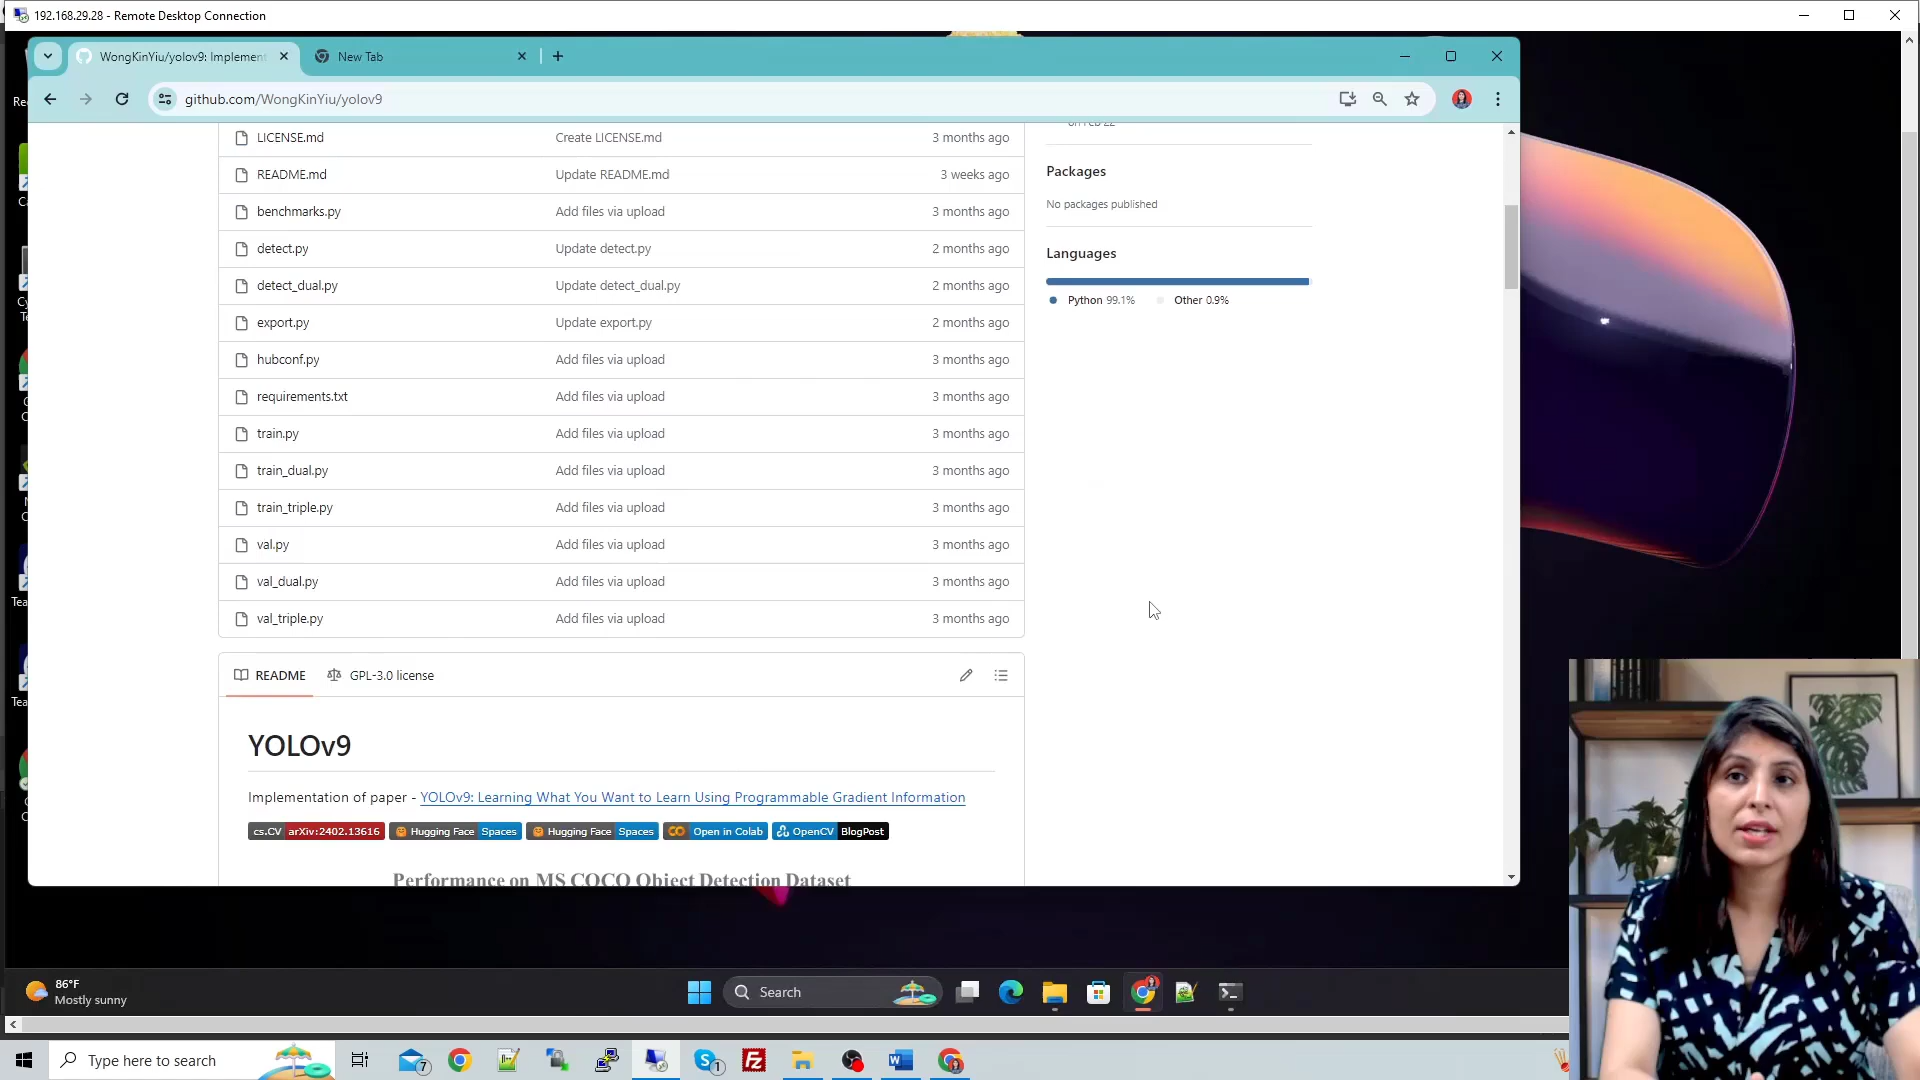 192.168.29.28 - Remote Desktop Connection
WongKinYiu/yolov9: Implement
New Tab
github.com/WongKinYiu/yolov9
LICENSE.md Create LICENSE.md 3 months ago
README.md Update README.md 3 weeks ago
benchmarks.py Add files via upload 3 months ago
detect.py Update detect.py 2 months ago
detect_dual.py Update detect_dual.py 2 months ago
export.py Update export.py 2 months ago
hubconf.py Add files via upload 3 months ago
requirements.txt Add files via upload 3 months ago
train.py Add files via upload 3 months ago
train_dual.py Add files via upload 3 months ago
train_triple.py Add files via upload 3 months ago
val.py Add files via upload 3 months ago
val_dual.py Add files via upload 3 months ago
val_triple.py Add files via upload 3 months ago
on Feb 22
Packages
No packages published
Languages
Python 99.1% Other 0.9%
README GPL-3.0 license
YOLOv9
Implementation of paper - YOLOv9: Learning What You Want to Learn Using Programmable Gradient Information
cs.CV arXiv:2402.13616 Hugging Face Spaces Hugging Face Spaces Open in Colab OpenCV BlogPost
Performance on MS COCO Object Detection Dataset
86°F
Mostly sunny
Search
Type here to search
7
1